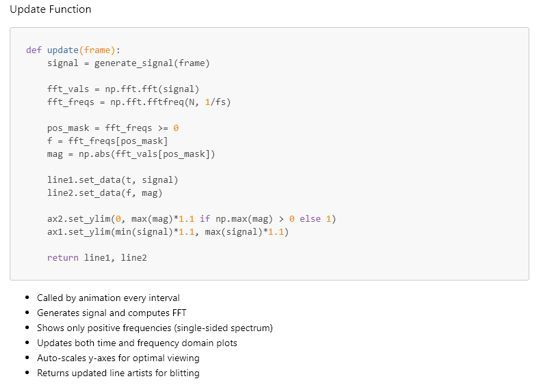 Update Function
def update(frame):
    signal = generate_signal(frame)
    fft_vals = np.fft.fft(signal)
    fft_freqs = np.fft.fftfreq(N, 1/fs)
    pos_mask = fft_freqs >= 0
    f = fft_freqs[pos_mask]
    mag = np.abs(fft_vals[pos_mask])
    line1.set_data(t, signal)
    line2.set_data(f, mag)
    ax2.set_ylim(0, max(mag)*1.1 if np.max(mag) > 0 else 1)
    ax1.set_ylim(min(signal)*1.1, max(signal)*1.1)
    return line1, line2
• Called by animation every interval
• Generates signal and computes FFT
• Shows only positive frequencies (single-sided spectrum)
• Updates both time and frequency domain plots
• Auto-scales y-axes for optimal viewing
• Returns updated line artists for blitting